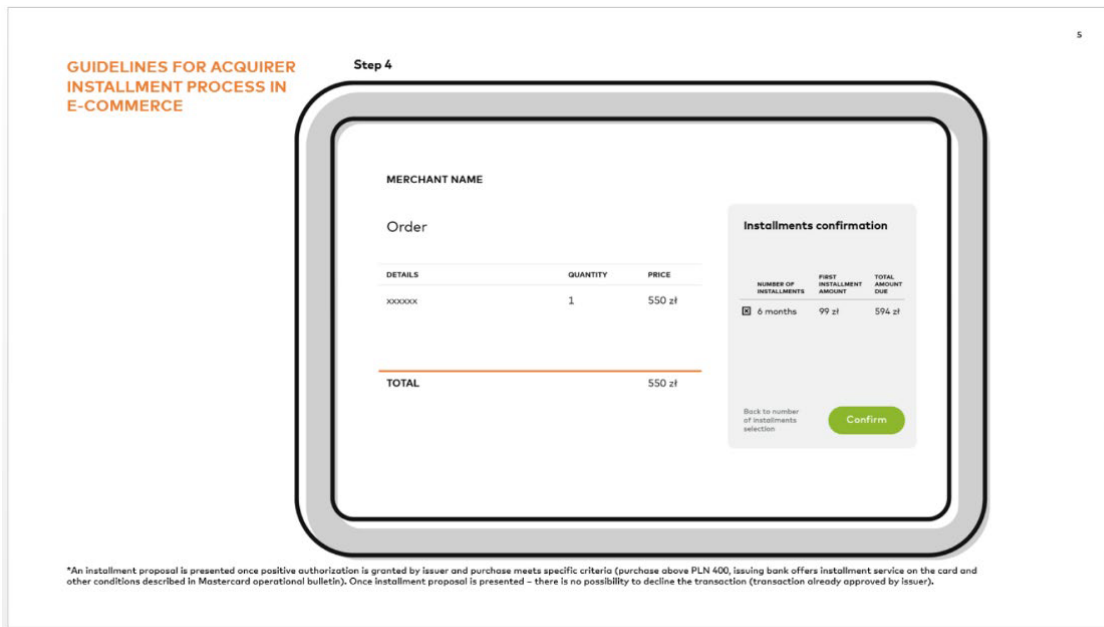 5
GUIDELINES FOR ACQUIRER
INSTALLMENT PROCESS IN
E-COMMERCE
Step 4
MERCHANT NAME
Order
DETAILS QUANTITY PRICE
xxxxxx 1 550 zł
TOTAL 550 zł
Installments confirmation
NUMBER OF
INSTALLMENTS
FIRST
INSTALLMENT
AMOUNT
TOTAL
AMOUNT
DUE
6 months 99 zł 594 zł
Back to number
of installments
selection
Confirm
*An installment proposal is presented once positive authorization is granted by issuer and purchase meets specific criteria (purchase above PLN 400, issuing bank offers installment service on the card and
other conditions described in Mastercard operational bulletin). Once installment proposal is presented – there is no possibility to decline the transaction (transaction already approved by issuer).